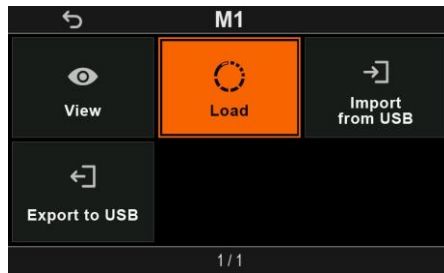 M1
View
Load
Import
from USB
Export to USB
1/1